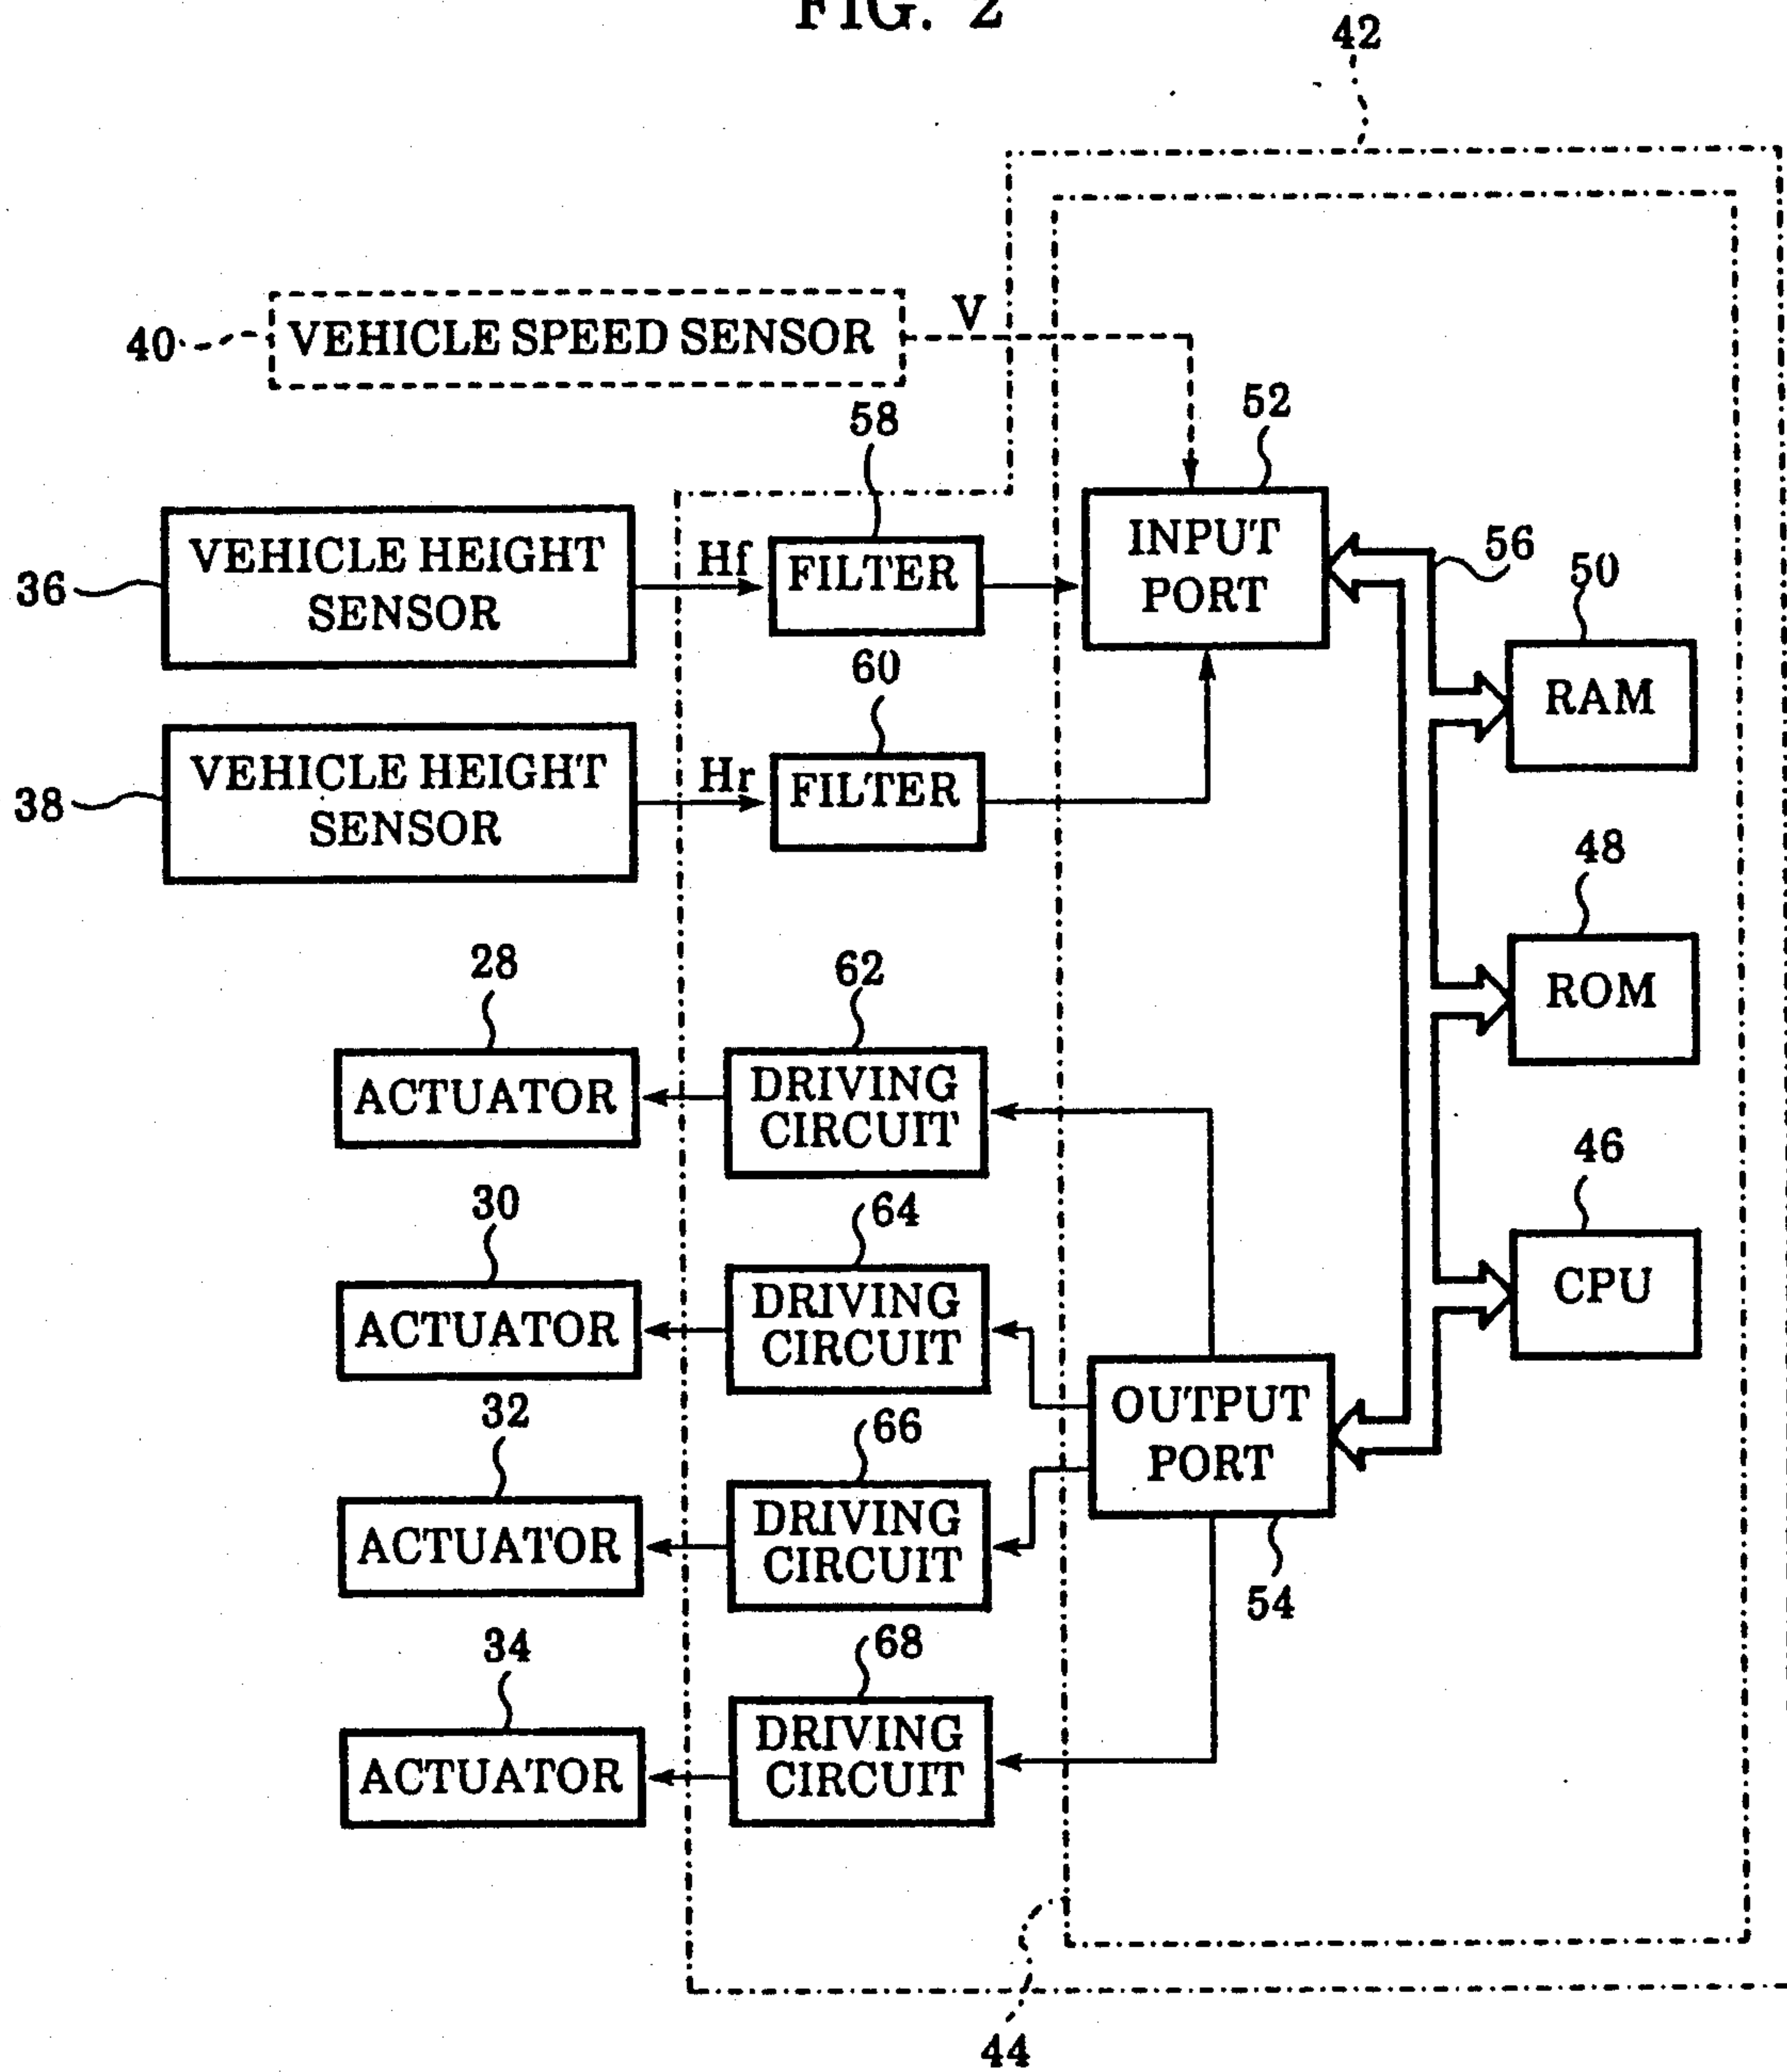 FIG. 2
42
40
VEHICLE SPEED SENSOR
V
58
52
36
VEHICLE HEIGHT
SENSOR
Hf
FILTER
INPUT
PORT
56
50
RAM
60
38
VEHICLE HEIGHT
SENSOR
Hr
FILTER
48
ROM
28
ACTUATOR
62
DRIVING
CIRCUIT
46
CPU
30
ACTUATOR
64
DRIVING
CIRCUIT
OUTPUT
PORT
54
32
ACTUATOR
66
DRIVING
CIRCUIT
34
ACTUATOR
68
DRIVING
CIRCUIT
44